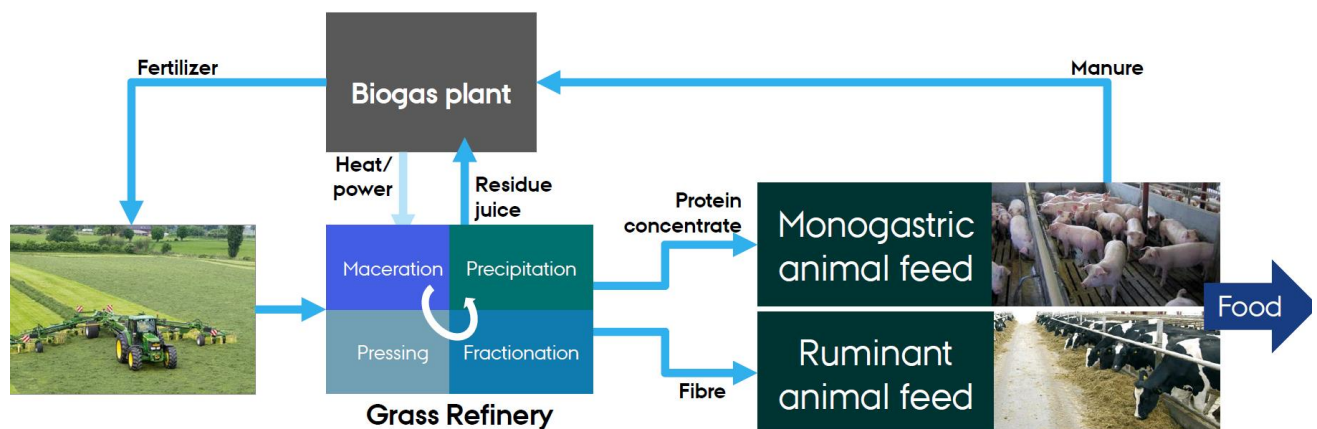 Fertilizer
Biogas plant
Manure
Heat/
power
Residue
juice
Protein
concentrate
Maceration
Precipitation
Pressing
Fractionation
Grass Refinery
Fibre
Monogastric
animal feed
Ruminant
animal feed
Food